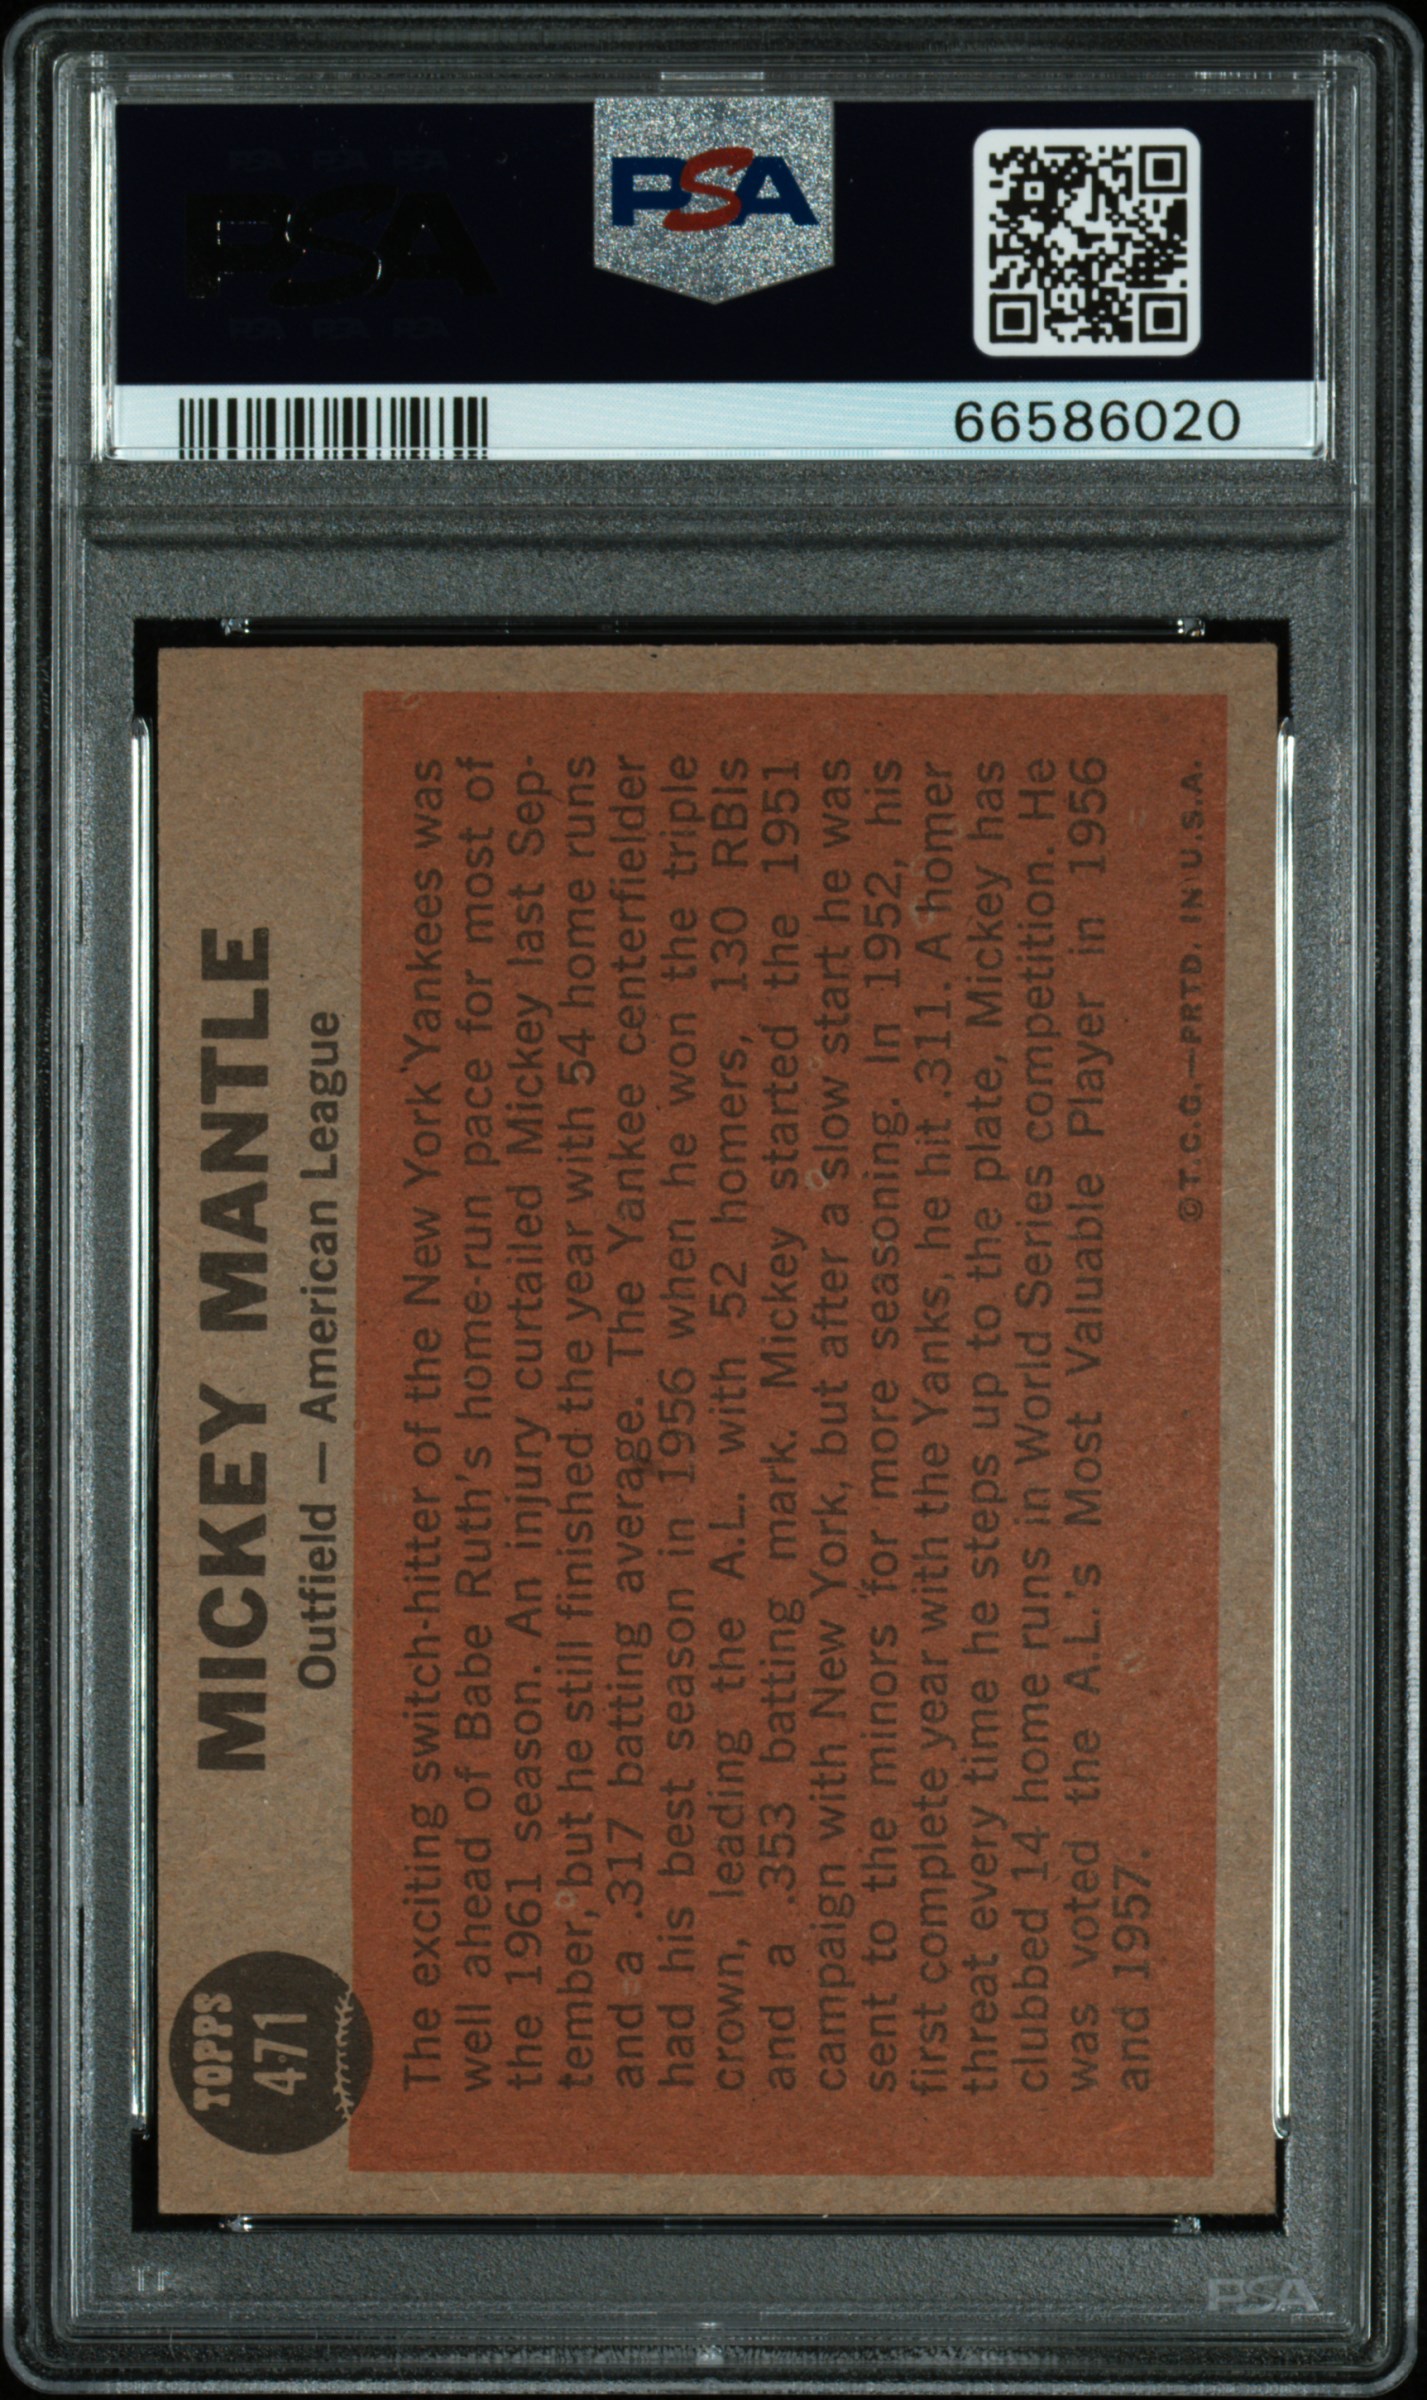 PSA PSA PSA
PSA
PSA PSA PSA
PSA
66586020
TOPPS
471
MICKEY MANTLE
Outfield — American League
The exciting switch-hitter of the New York Yankees was
well ahead of Babe Ruth's home-run pace for most of
the 1961 season. An injury curtailed Mickey last Sep-
tember, but he still finished the year with 54 home runs
and a .317 batting average. The Yankee centerfielder
had his best season in 1956 when he won the triple
crown, leading the A.L. with 52 homers, 130 RBIs
and a .353 batting mark. Mickey started the 1951
campaign with New York, but after a slow start he was
sent to the minors for more seasoning. In 1952, his
first complete year with the Yanks, he hit .311. A homer
threat every time he steps up to the plate, Mickey has
clubbed 14 home runs in World Series competition. He
was voted the A.L.'s Most Valuable Player in 1956
and 1957.
©T.C.G.—PRTD. IN U.S.A.
PSA